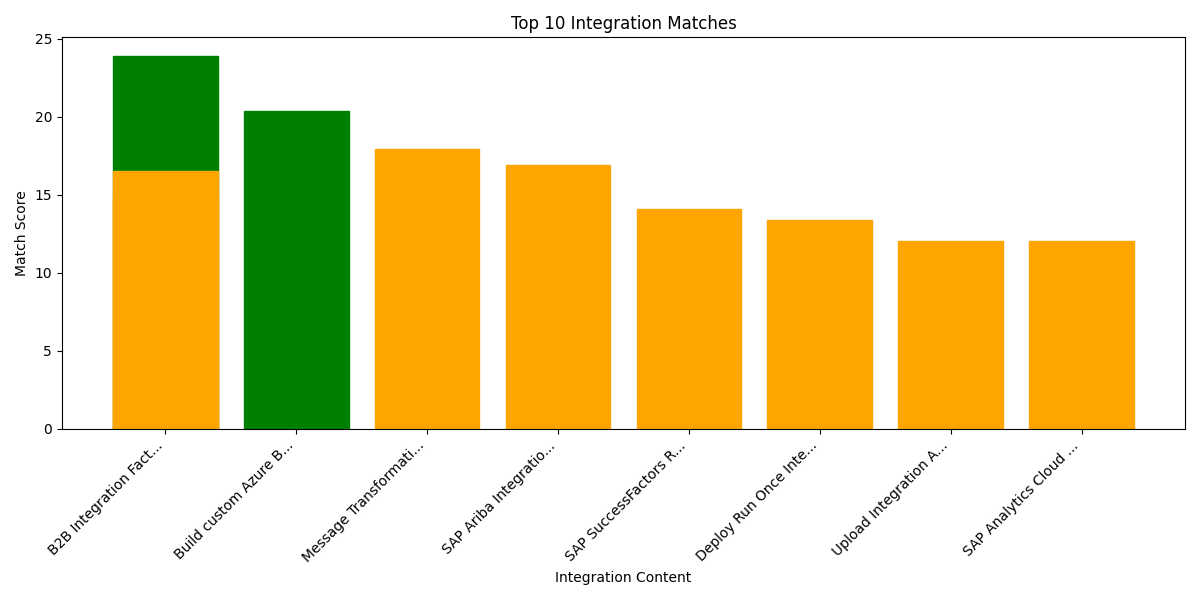 Top 10 Integration Matches
25
20
15
10
5
0
Match Score
B2B Integration Fact...
Build custom Azure B...
Message Transformati...
SAP Ariba Integratio...
SAP SuccessFactors R...
Deploy Run Once Inte...
Upload Integration A...
SAP Analytics Cloud ...
Integration Content